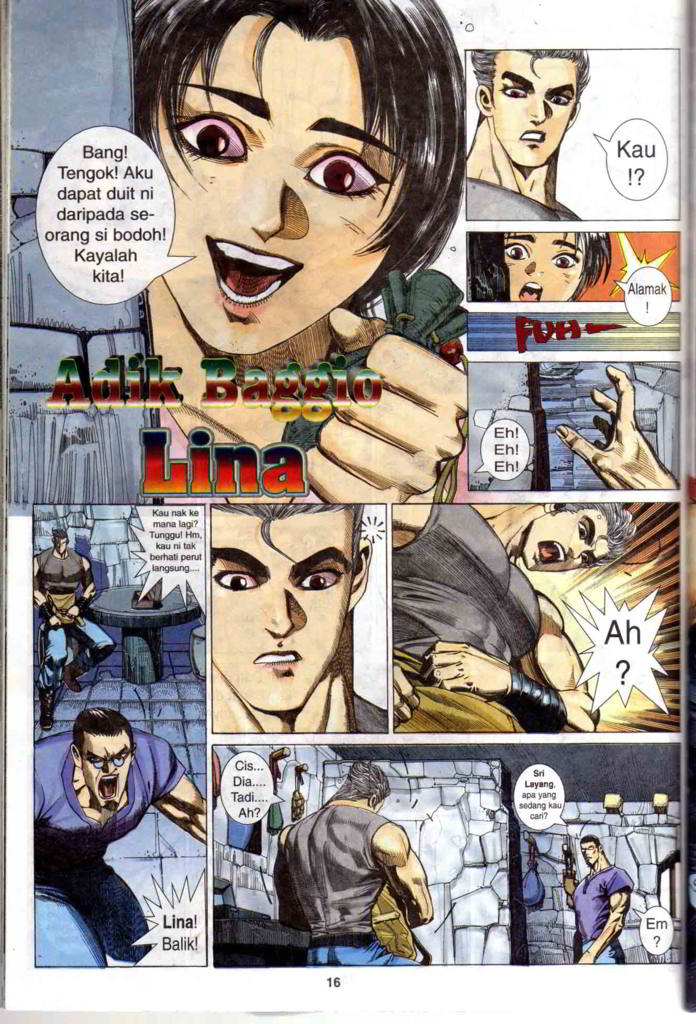 Bang!
Tengok! Aku
dapat duit ni
daripada se-
orang si bodoh!
Kayalah
kita!
Adik Baggio
Lina
Kau
!?
Alamak
!
FUH
Eh!
Eh!
Eh!
Kau nak ke
mana lagi?
Tunggu! Hm,
kau ni tak
berhati perut
langsung....
Lina!
Balik!
Ah
?
Cis...
Dia....
Tadi....
Ah?
Sri
Layang,
apa yang
sedang kau
cari?
Em
?
16